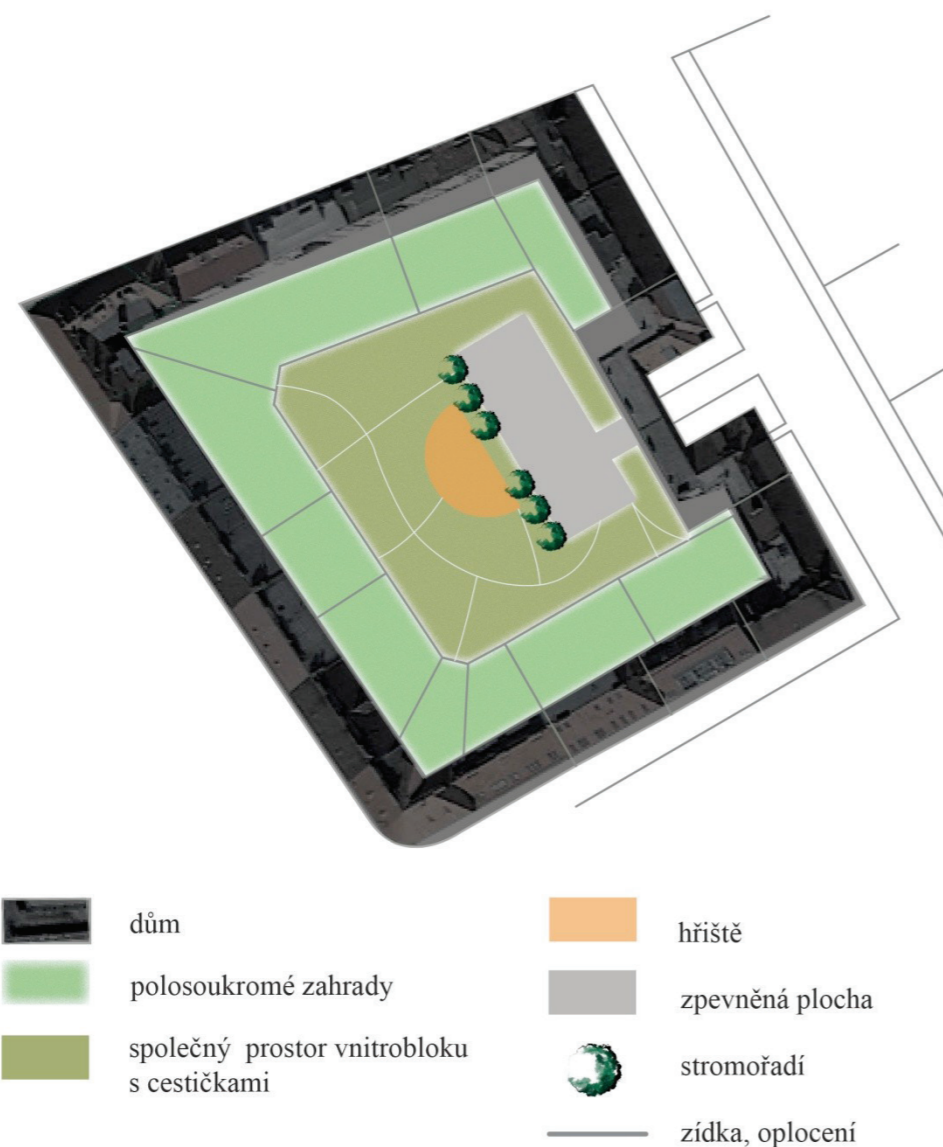 dům
polosoukromé zahrady
společný prostor vnitrobloku
s cestičkami
hřiště
zpevněná plocha
stromořadí
zídka, oplocení